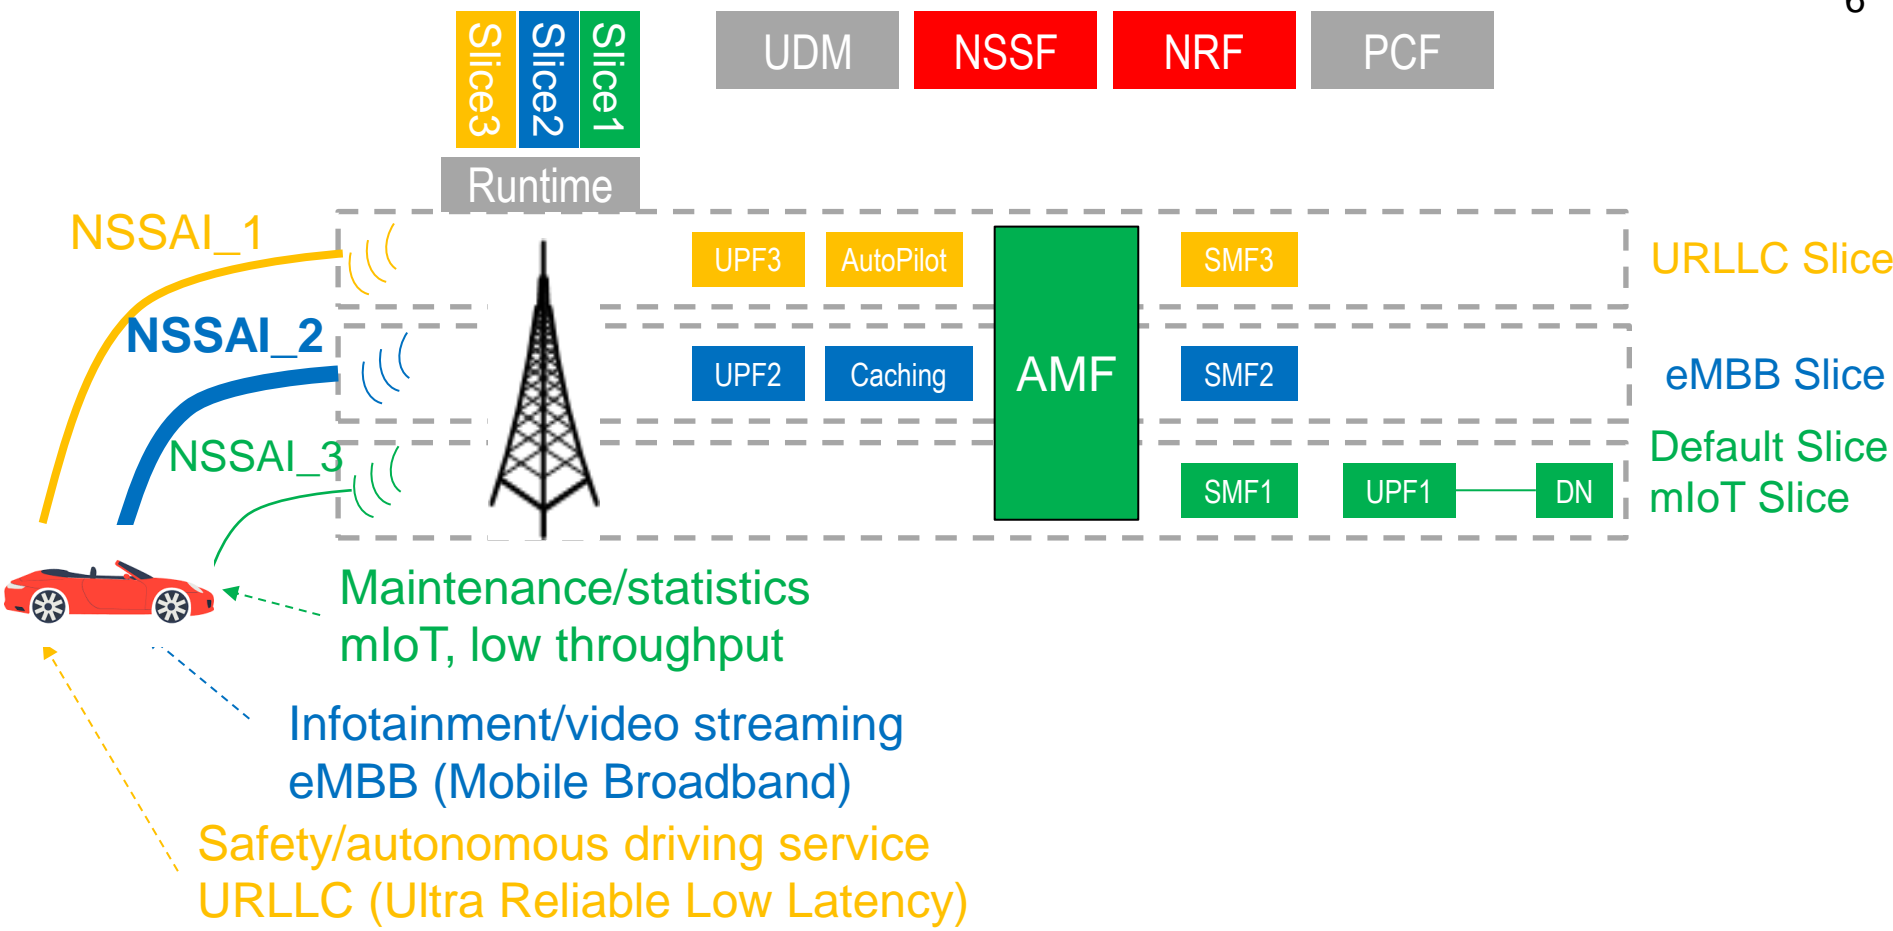 6
Slice3
Slice2
Slice1
UDM
NSSF
NRF
PCF
Runtime
NSSAI_1
UPF3
AutoPilot
SMF3
URLLC Slice
NSSAI_2
UPF2
Caching
AMF
SMF2
eMBB Slice
NSSAI_3
SMF1
UPF1
DN
Default Slice
mIoT Slice
Maintenance/statistics
mIoT, low throughput
Infotainment/video streaming
eMBB (Mobile Broadband)
Safety/autonomous driving service
URLLC (Ultra Reliable Low Latency)